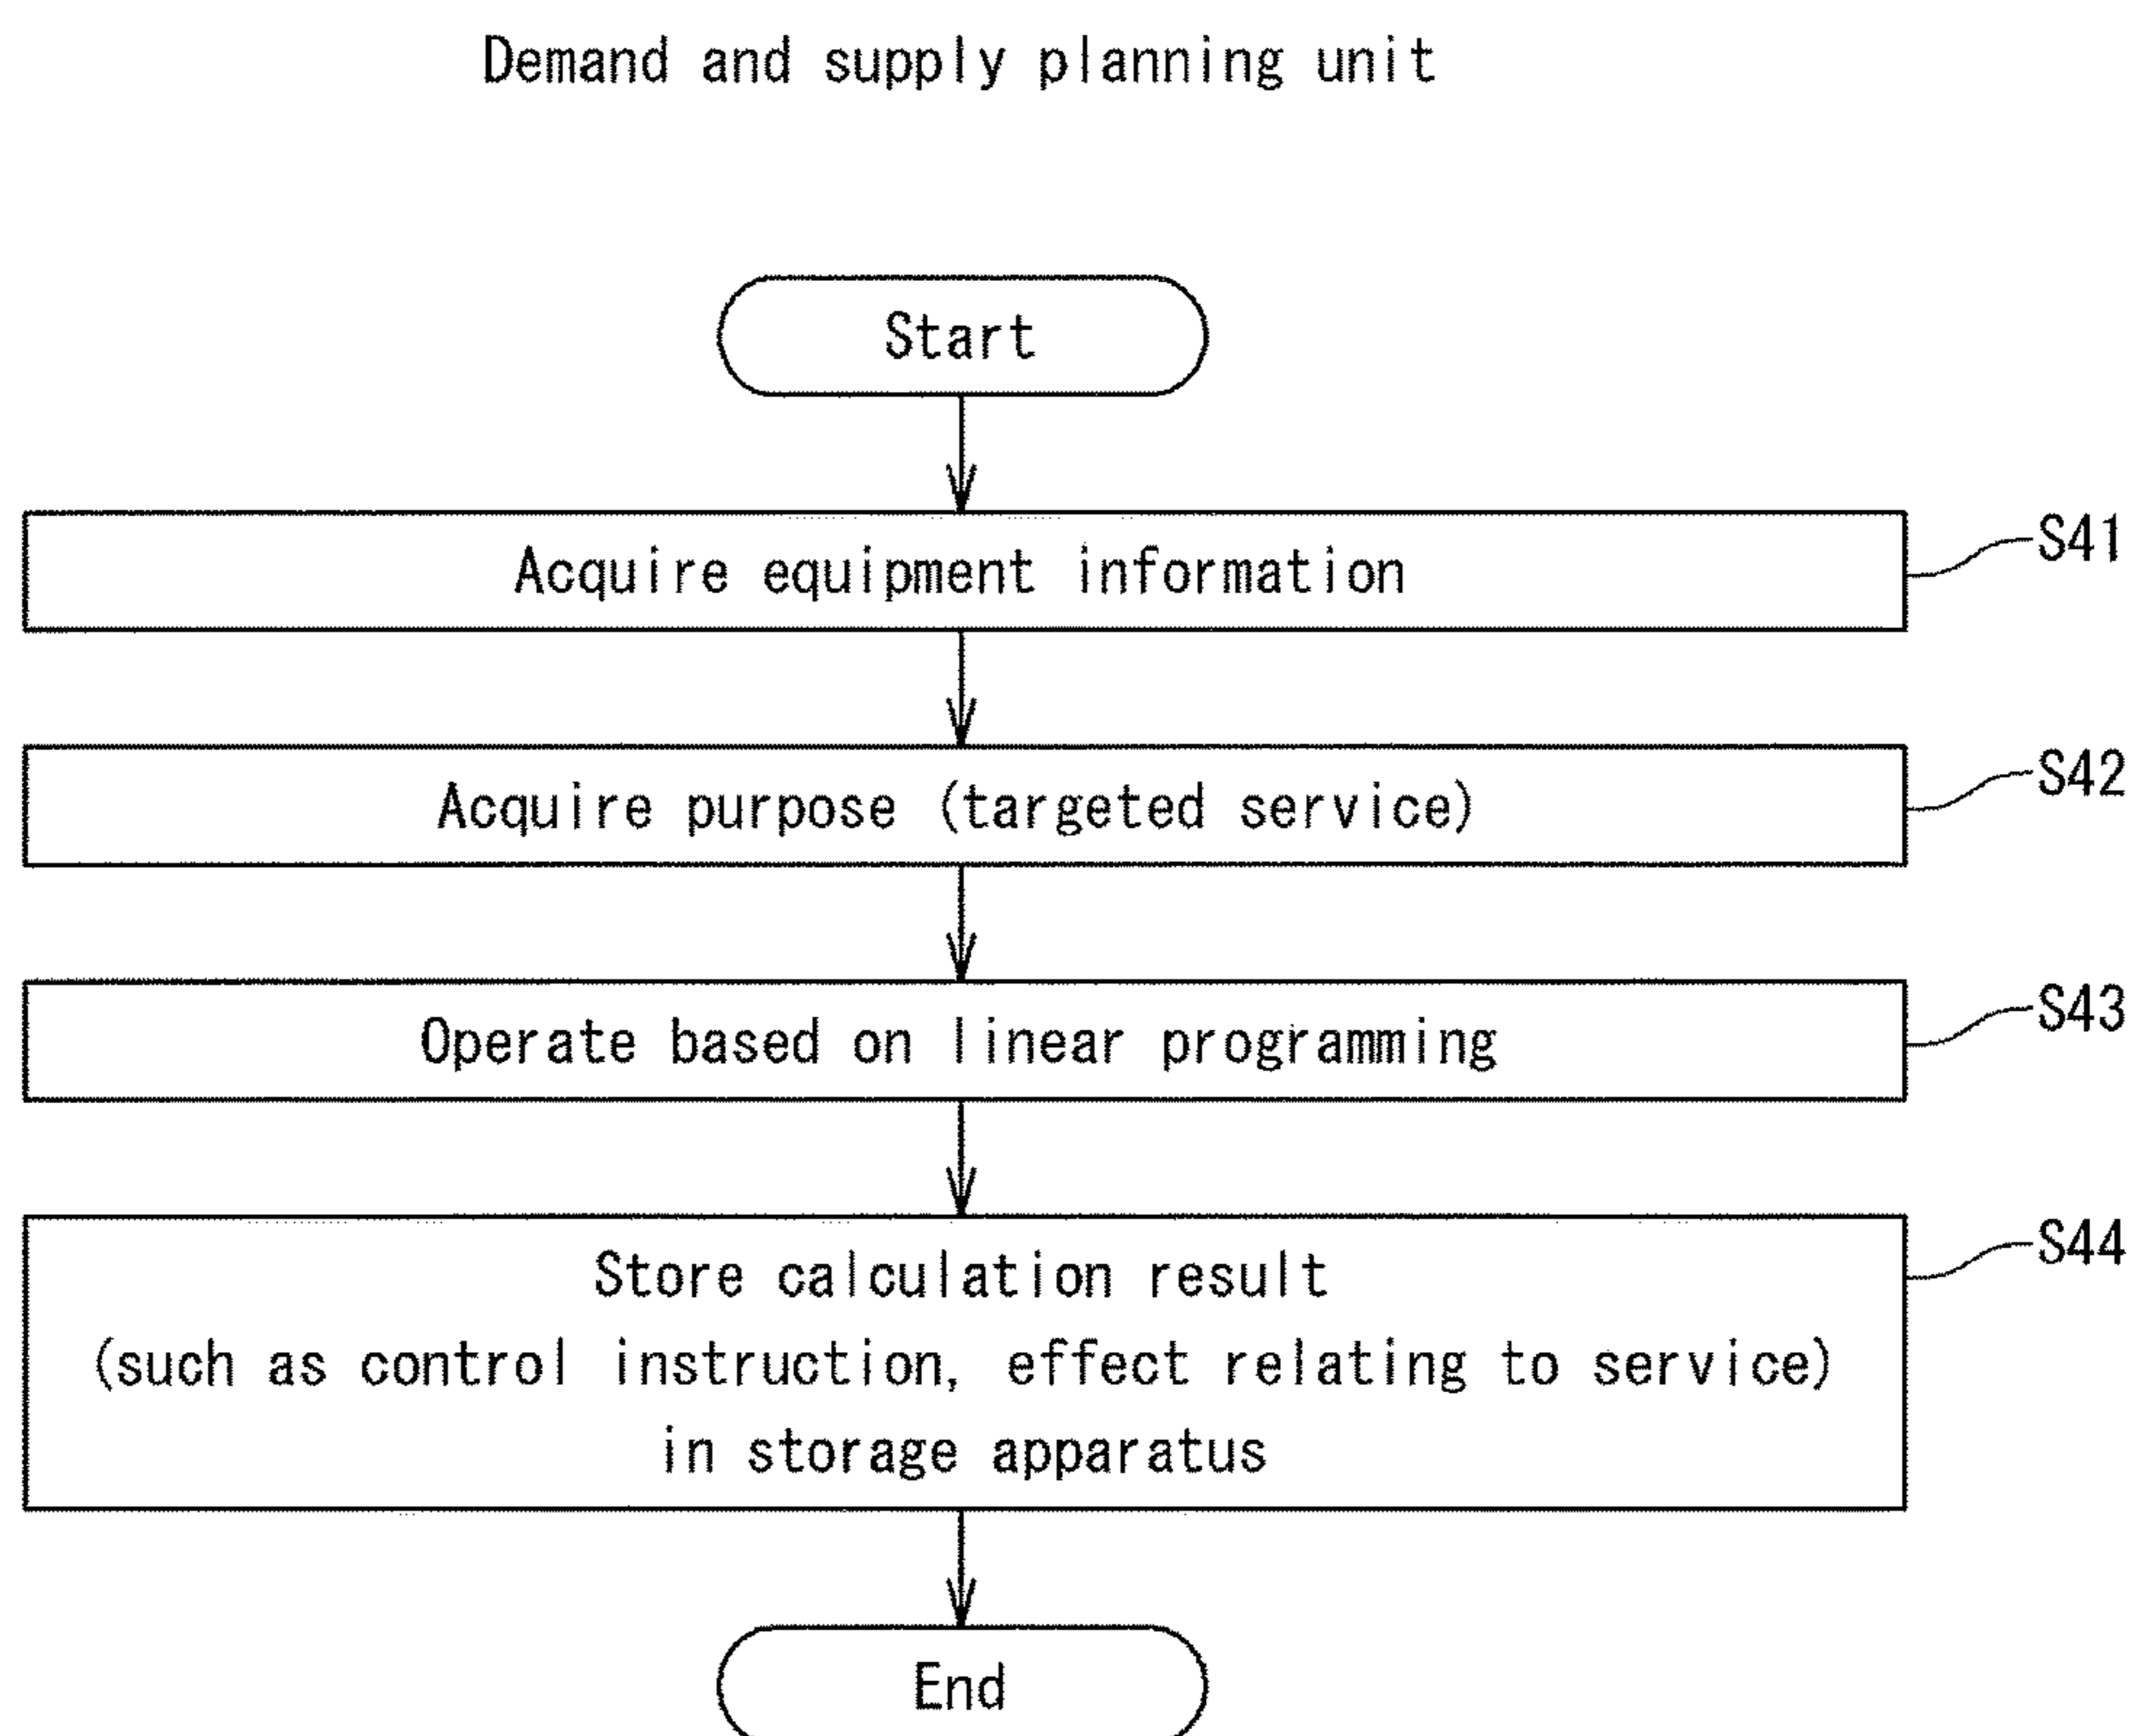 Demand and supply planning unit
Start
Acquire equipment information
S41
Acquire purpose (targeted service)
S42
Operate based on linear programming
S43
Store calculation result
S44
(such as control instruction, effect relating to service)
in storage apparatus
End